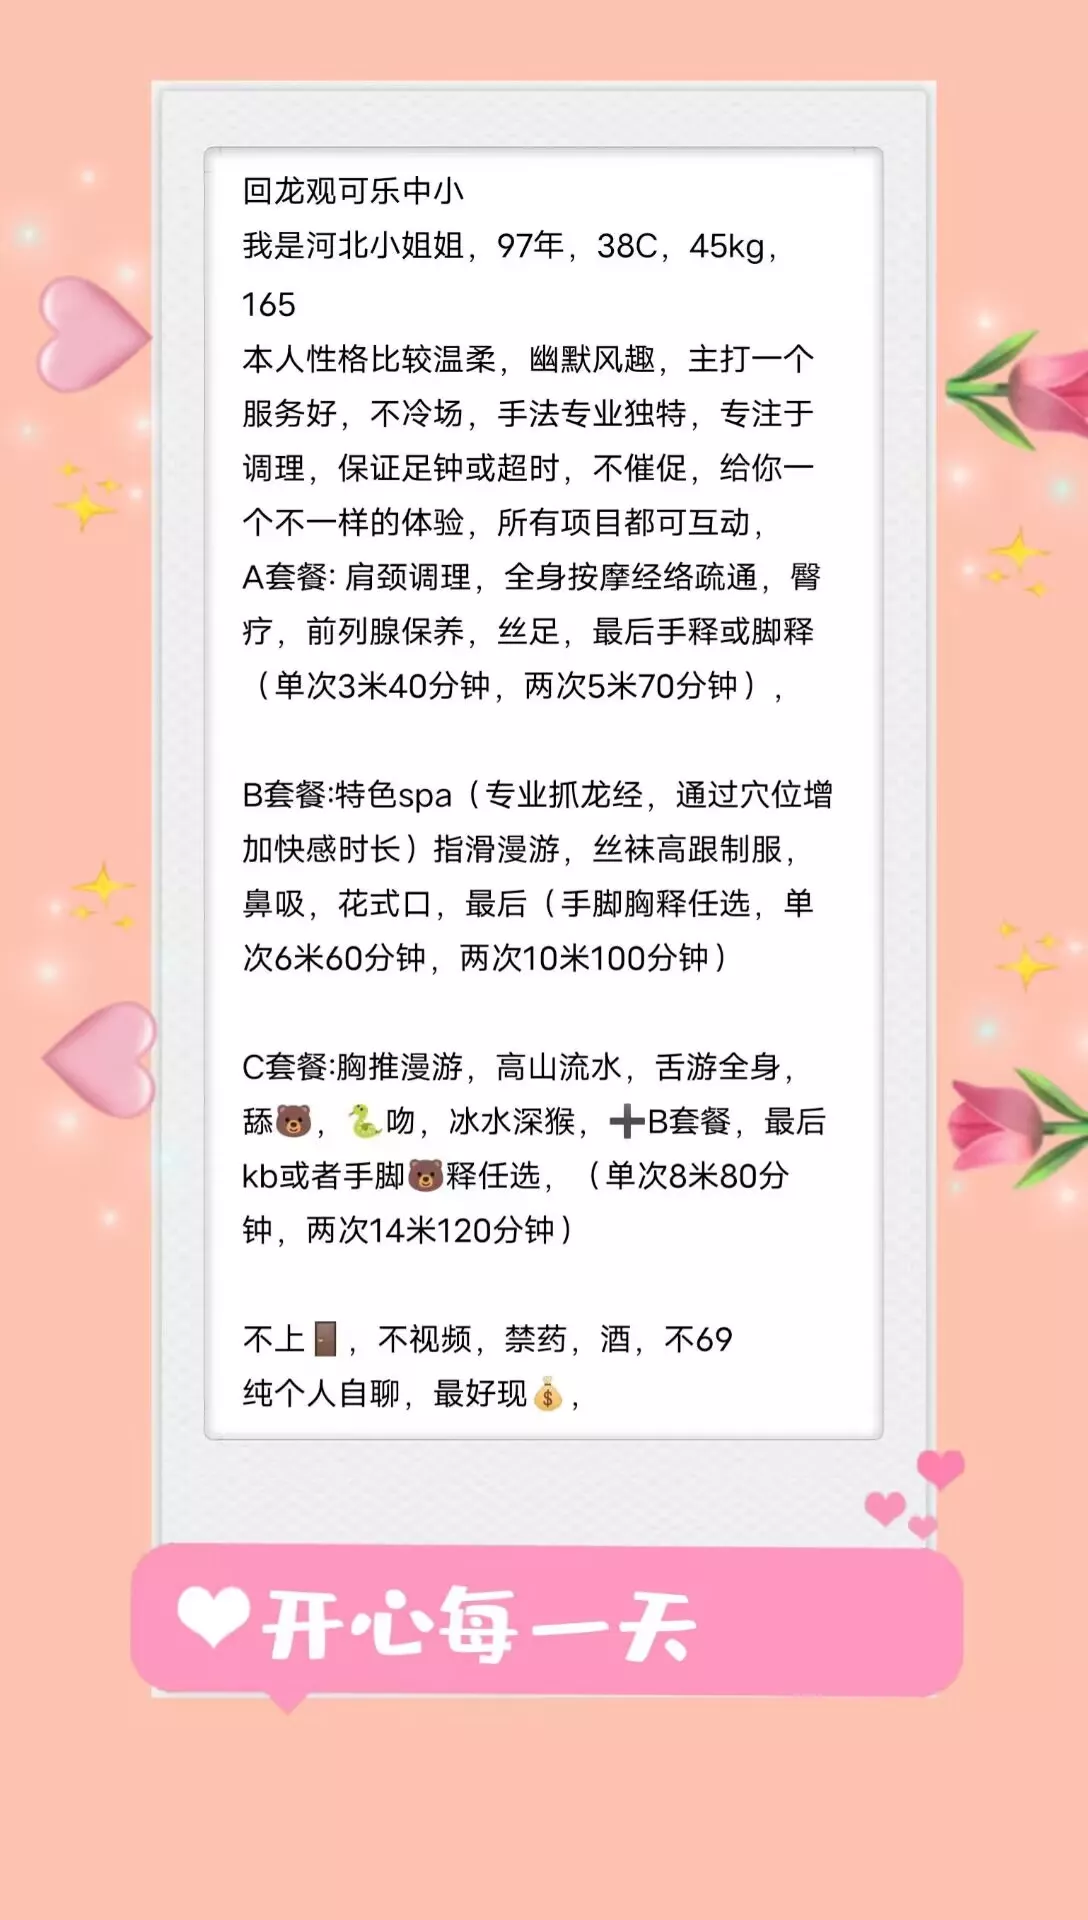 回龙观可乐中小
我是河北小姐姐，97年，38C，45kg，
165
本人性格比较温柔，幽默风趣，主打一个
服务好，不冷场，手法专业独特，专注于
调理，保证足钟或超时，不催促，给你一
个不一样的体验，所有项目都可互动，
A套餐: 肩颈调理，全身按摩经络疏通，臀
疗，前列腺保养，丝足，最后手释或脚释
（单次3米40分钟，两次5米70分钟），
B套餐:特色spa（专业抓龙经，通过穴位增
加快感时长）指滑漫游，丝袜高跟制服，
鼻吸，花式口，最后（手脚胸释任选，单
次6米60分钟，两次10米100分钟）
C套餐:胸推漫游，高山流水，舌游全身，
舔🐻，🐍吻，冰水深猴，➕B套餐，最后
kb或者手脚🐻释任选，（单次8米80分
钟，两次14米120分钟）
不上🚪，不视频，禁药，酒，不69
纯个人自聊，最好现💰，
开心每一天